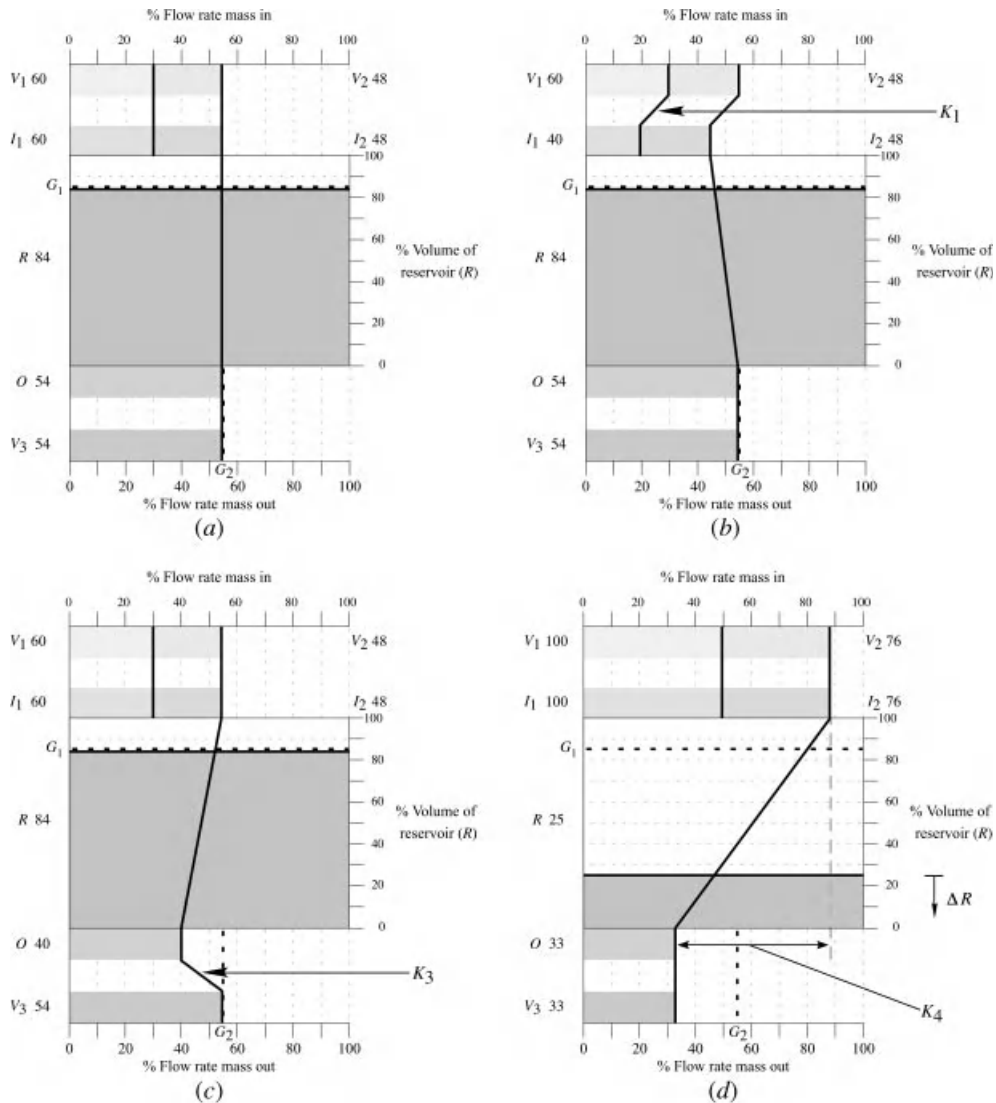 % Flow rate mass in
0 20 40 60 80 100
V1 60
V2 48
I1 60
I2 48
100
G1
80
R 84
60
% Volume of
reservoir (R)
40
20
0
O 54
V3 54
G2
0 20 40 60 80 100
% Flow rate mass out
(a)
% Flow rate mass in
0 20 40 60 80 100
V1 60
V2 48
K1
I1 40
I2 48
100
G1
80
R 84
60
% Volume of
reservoir (R)
40
20
0
O 54
V3 54
G2
0 20 40 60 80 100
% Flow rate mass out
(b)
% Flow rate mass in
0 20 40 60 80 100
V1 60
V2 48
I1 60
I2 48
100
G1
80
R 84
60
% Volume of
reservoir (R)
40
20
0
O 40
K3
V3 54
G2
0 20 40 60 80 100
% Flow rate mass out
(c)
% Flow rate mass in
0 20 40 60 80 100
V1 100
V2 76
I1 100
I2 76
100
G1
80
R 25
60
% Volume of
reservoir (R)
40
20
ΔR
0
O 33
K4
V3 33
G2
0 20 40 60 80 100
% Flow rate mass out
(d)